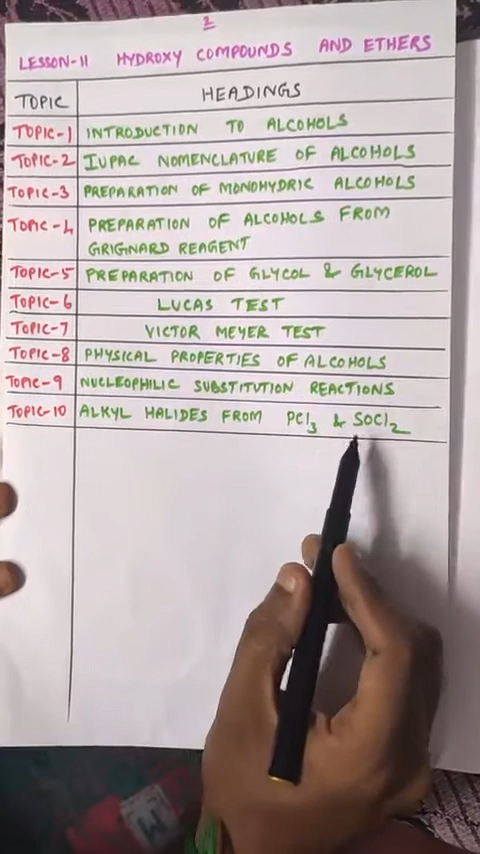 2
LESSON-11 HYDROXY COMPOUNDS AND ETHERS
TOPIC HEADINGS
TOPIC-1 INTRODUCTION TO ALCOHOLS
TOPIC-2 IUPAC NOMENCLATURE OF ALCOHOLS
TOPIC-3 PREPARATION OF MONOHYDRIC ALCOHOLS
TOPIC-4 PREPARATION OF ALCOHOLS FROM
GRIGNARD REAGENT
TOPIC-5 PREPARATION OF GLYCOL & GLYCEROL
TOPIC-6 LUCAS TEST
TOPIC-7 VICTOR MEYER TEST
TOPIC-8 PHYSICAL PROPERTIES OF ALCOHOLS
TOPIC-9 NUCLEOPHILIC SUBSTITUTION REACTIONS
TOPIC-10 ALKYL HALIDES FROM PCl₃ & SOCl₂